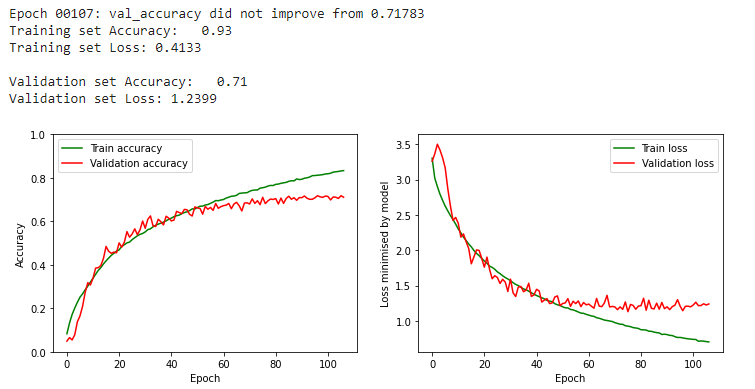 Epoch 00107: val_accuracy did not improve from 0.71783
Training set Accuracy: 0.93
Training set Loss: 0.4133
Validation set Accuracy: 0.71
Validation set Loss: 1.2399
Train accuracy
Validation accuracy
Accuracy
1.0
0.8
0.6
0.4
0.2
0.0
0 20 40 60 80 100
Epoch
Train loss
Validation loss
Loss minimised by model
3.5
3.0
2.5
2.0
1.5
1.0
0 20 40 60 80 100
Epoch